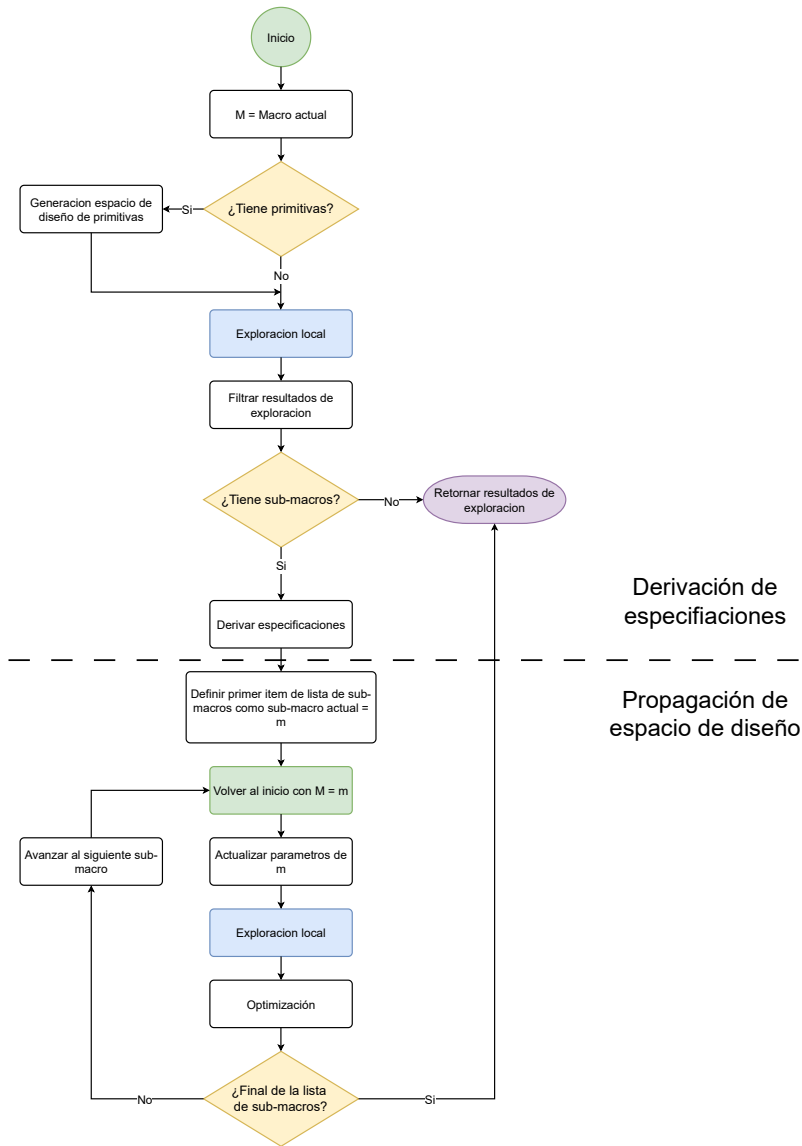 Inicio
M = Macro actual
¿Tiene primitivas?
Si
Generacion espacio de
diseño de primitivas
No
Exploracion local
Filtrar resultados de
exploracion
¿Tiene sub-macros?
No
Retornar resultados de
exploracion
Si
Derivar especificaciones
Derivación de
especifiaciones
Propagación de
espacio de diseño
Definir primer item de lista de sub-
macros como sub-macro actual =
m
Volver al inicio con M = m
Avanzar al siguiente sub-
macro
Actualizar parametros de
m
Exploracion local
Optimización
¿Final de la lista
de sub-macros?
No
Si